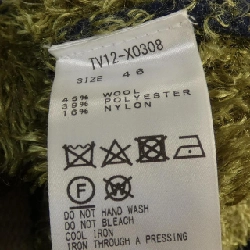 TV12-X0308
SIZE 46
45% WOOL
39% POLYESTER
16% NYLON
F W
DO NOT HAND WASH
DO NOT BLEACH
COOL IRON
IRON THROUGH A PRESSING